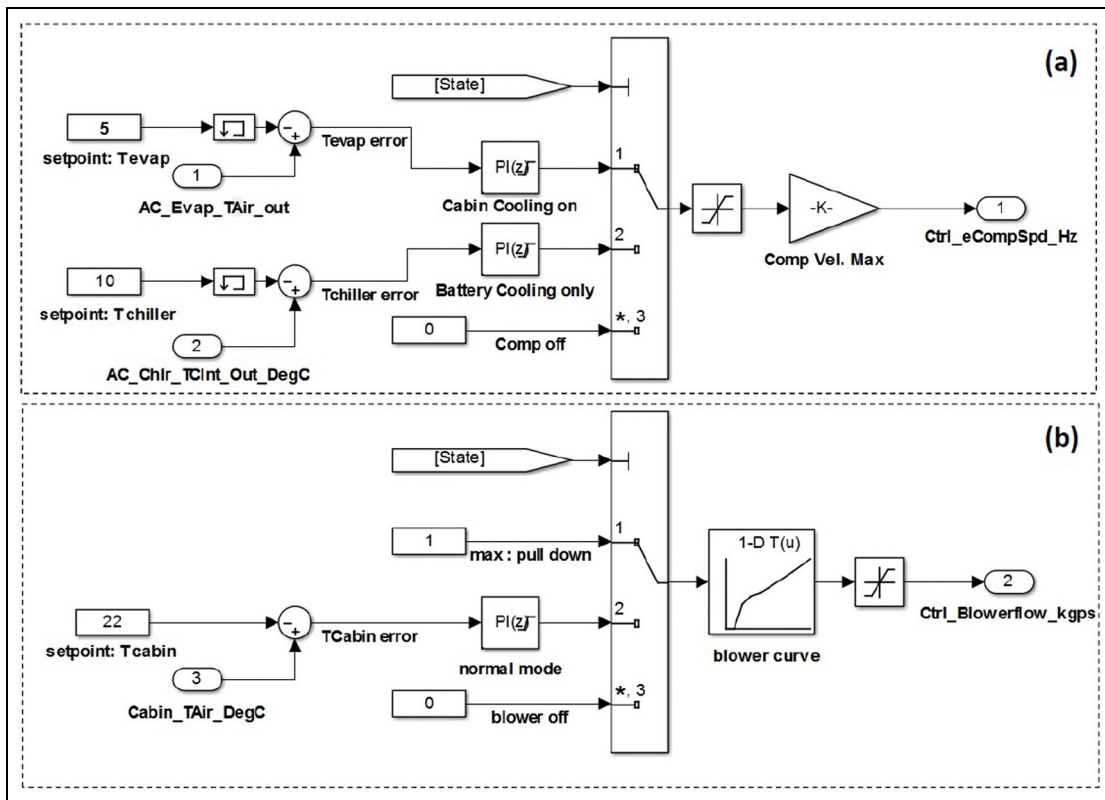 (a)
[State]
5
setpoint: Tevap
-
+
Tevap error
1
AC_Evap_TAir_out
PI(z)
Cabin Cooling on
1
-K-
Comp Vel. Max
1
Ctrl_eCompSpd_Hz
10
setpoint: Tchiller
-
+
Tchiller error
2
AC_Chlr_TClnt_Out_DegC
PI(z)
Battery Cooling only
2
0
Comp off
*, 3
(b)
[State]
1
max : pull down
1
1-D T(u)
blower curve
2
Ctrl_Blowerflow_kgps
22
setpoint: Tcabin
-
+
TCabin error
3
Cabin_TAir_DegC
PI(z)
normal mode
2
0
blower off
*, 3